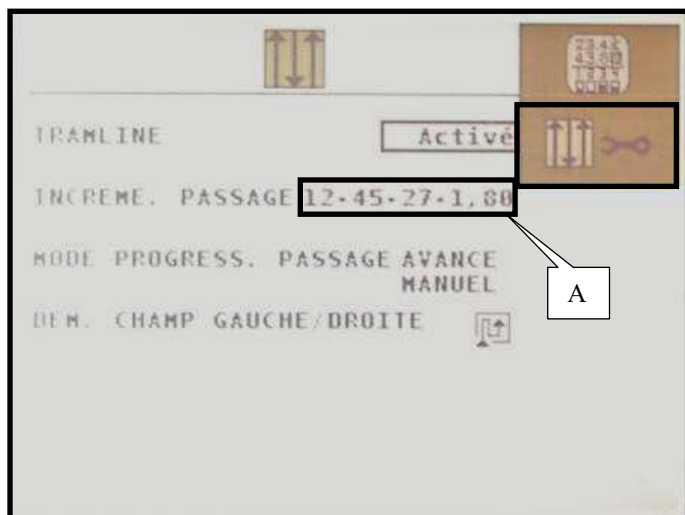 TRAMLINE Activé
INCREME. PASSAGE 12-45-27-1,80
MODE PROGRESS. PASSAGE AVANCE
MANUEL
DEM. CHAMP GAUCHE/DROITE
A